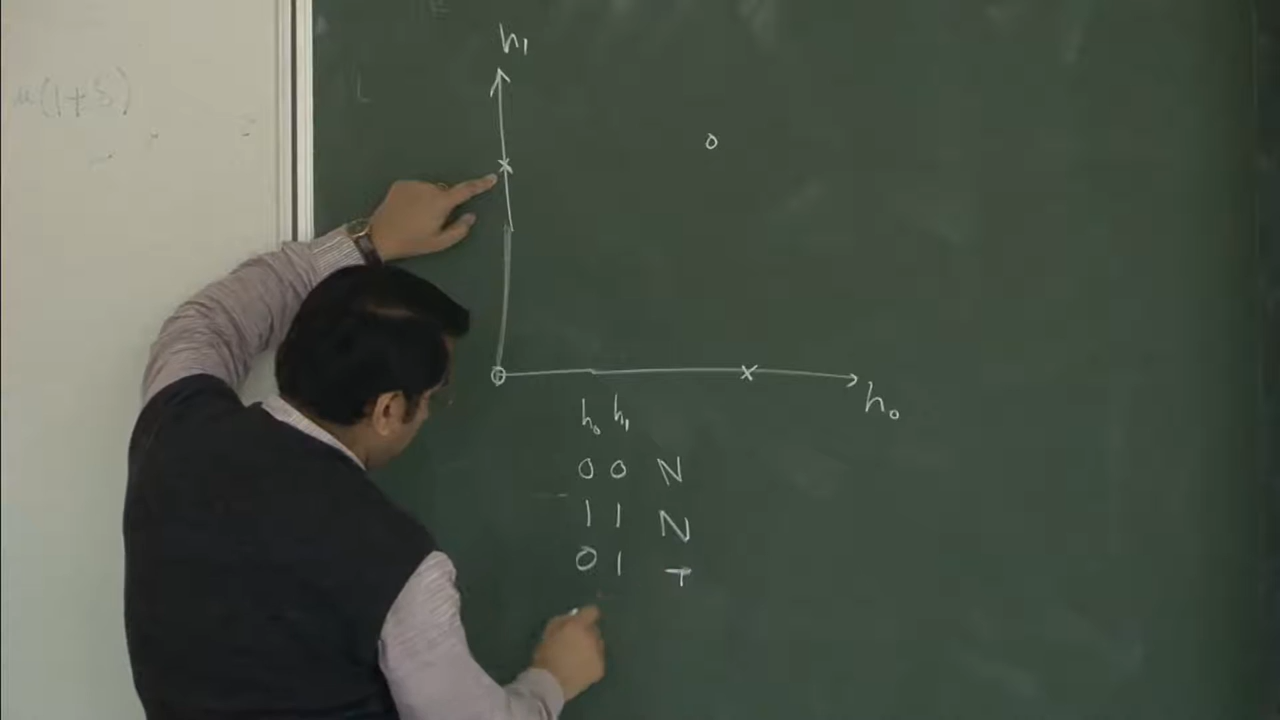 u(1+δ)
h₁
x
o
x
h₀
h₀ h₁
0 0 N
1 1 N
0 1 T